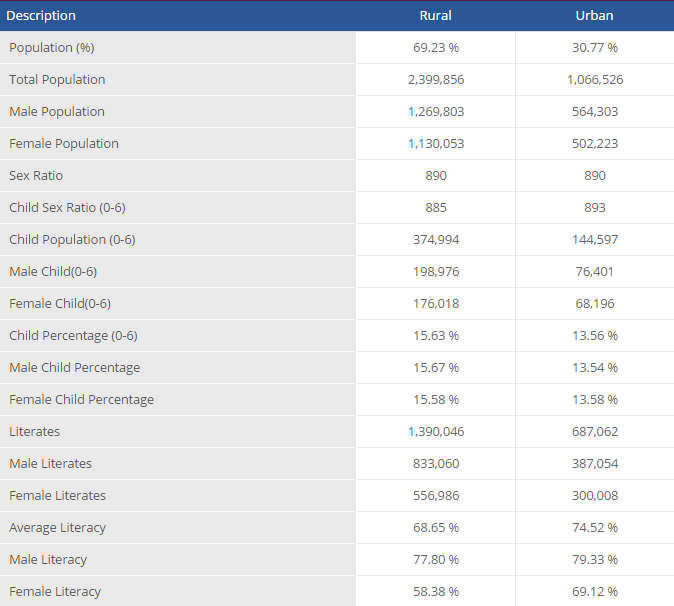 Description Rural Urban
Population (%) 69.23 % 30.77 %
Total Population 2,399,856 1,066,526
Male Population 1,269,803 564,303
Female Population 1,130,053 502,223
Sex Ratio 890 890
Child Sex Ratio (0-6) 885 893
Child Population (0-6) 374,994 144,597
Male Child(0-6) 198,976 76,401
Female Child(0-6) 176,018 68,196
Child Percentage (0-6) 15.63 % 13.56 %
Male Child Percentage 15.67 % 13.54 %
Female Child Percentage 15.58 % 13.58 %
Literates 1,390,046 687,062
Male Literates 833,060 387,054
Female Literates 556,986 300,008
Average Literacy 68.65 % 74.52 %
Male Literacy 77.80 % 79.33 %
Female Literacy 58.38 % 69.12 %